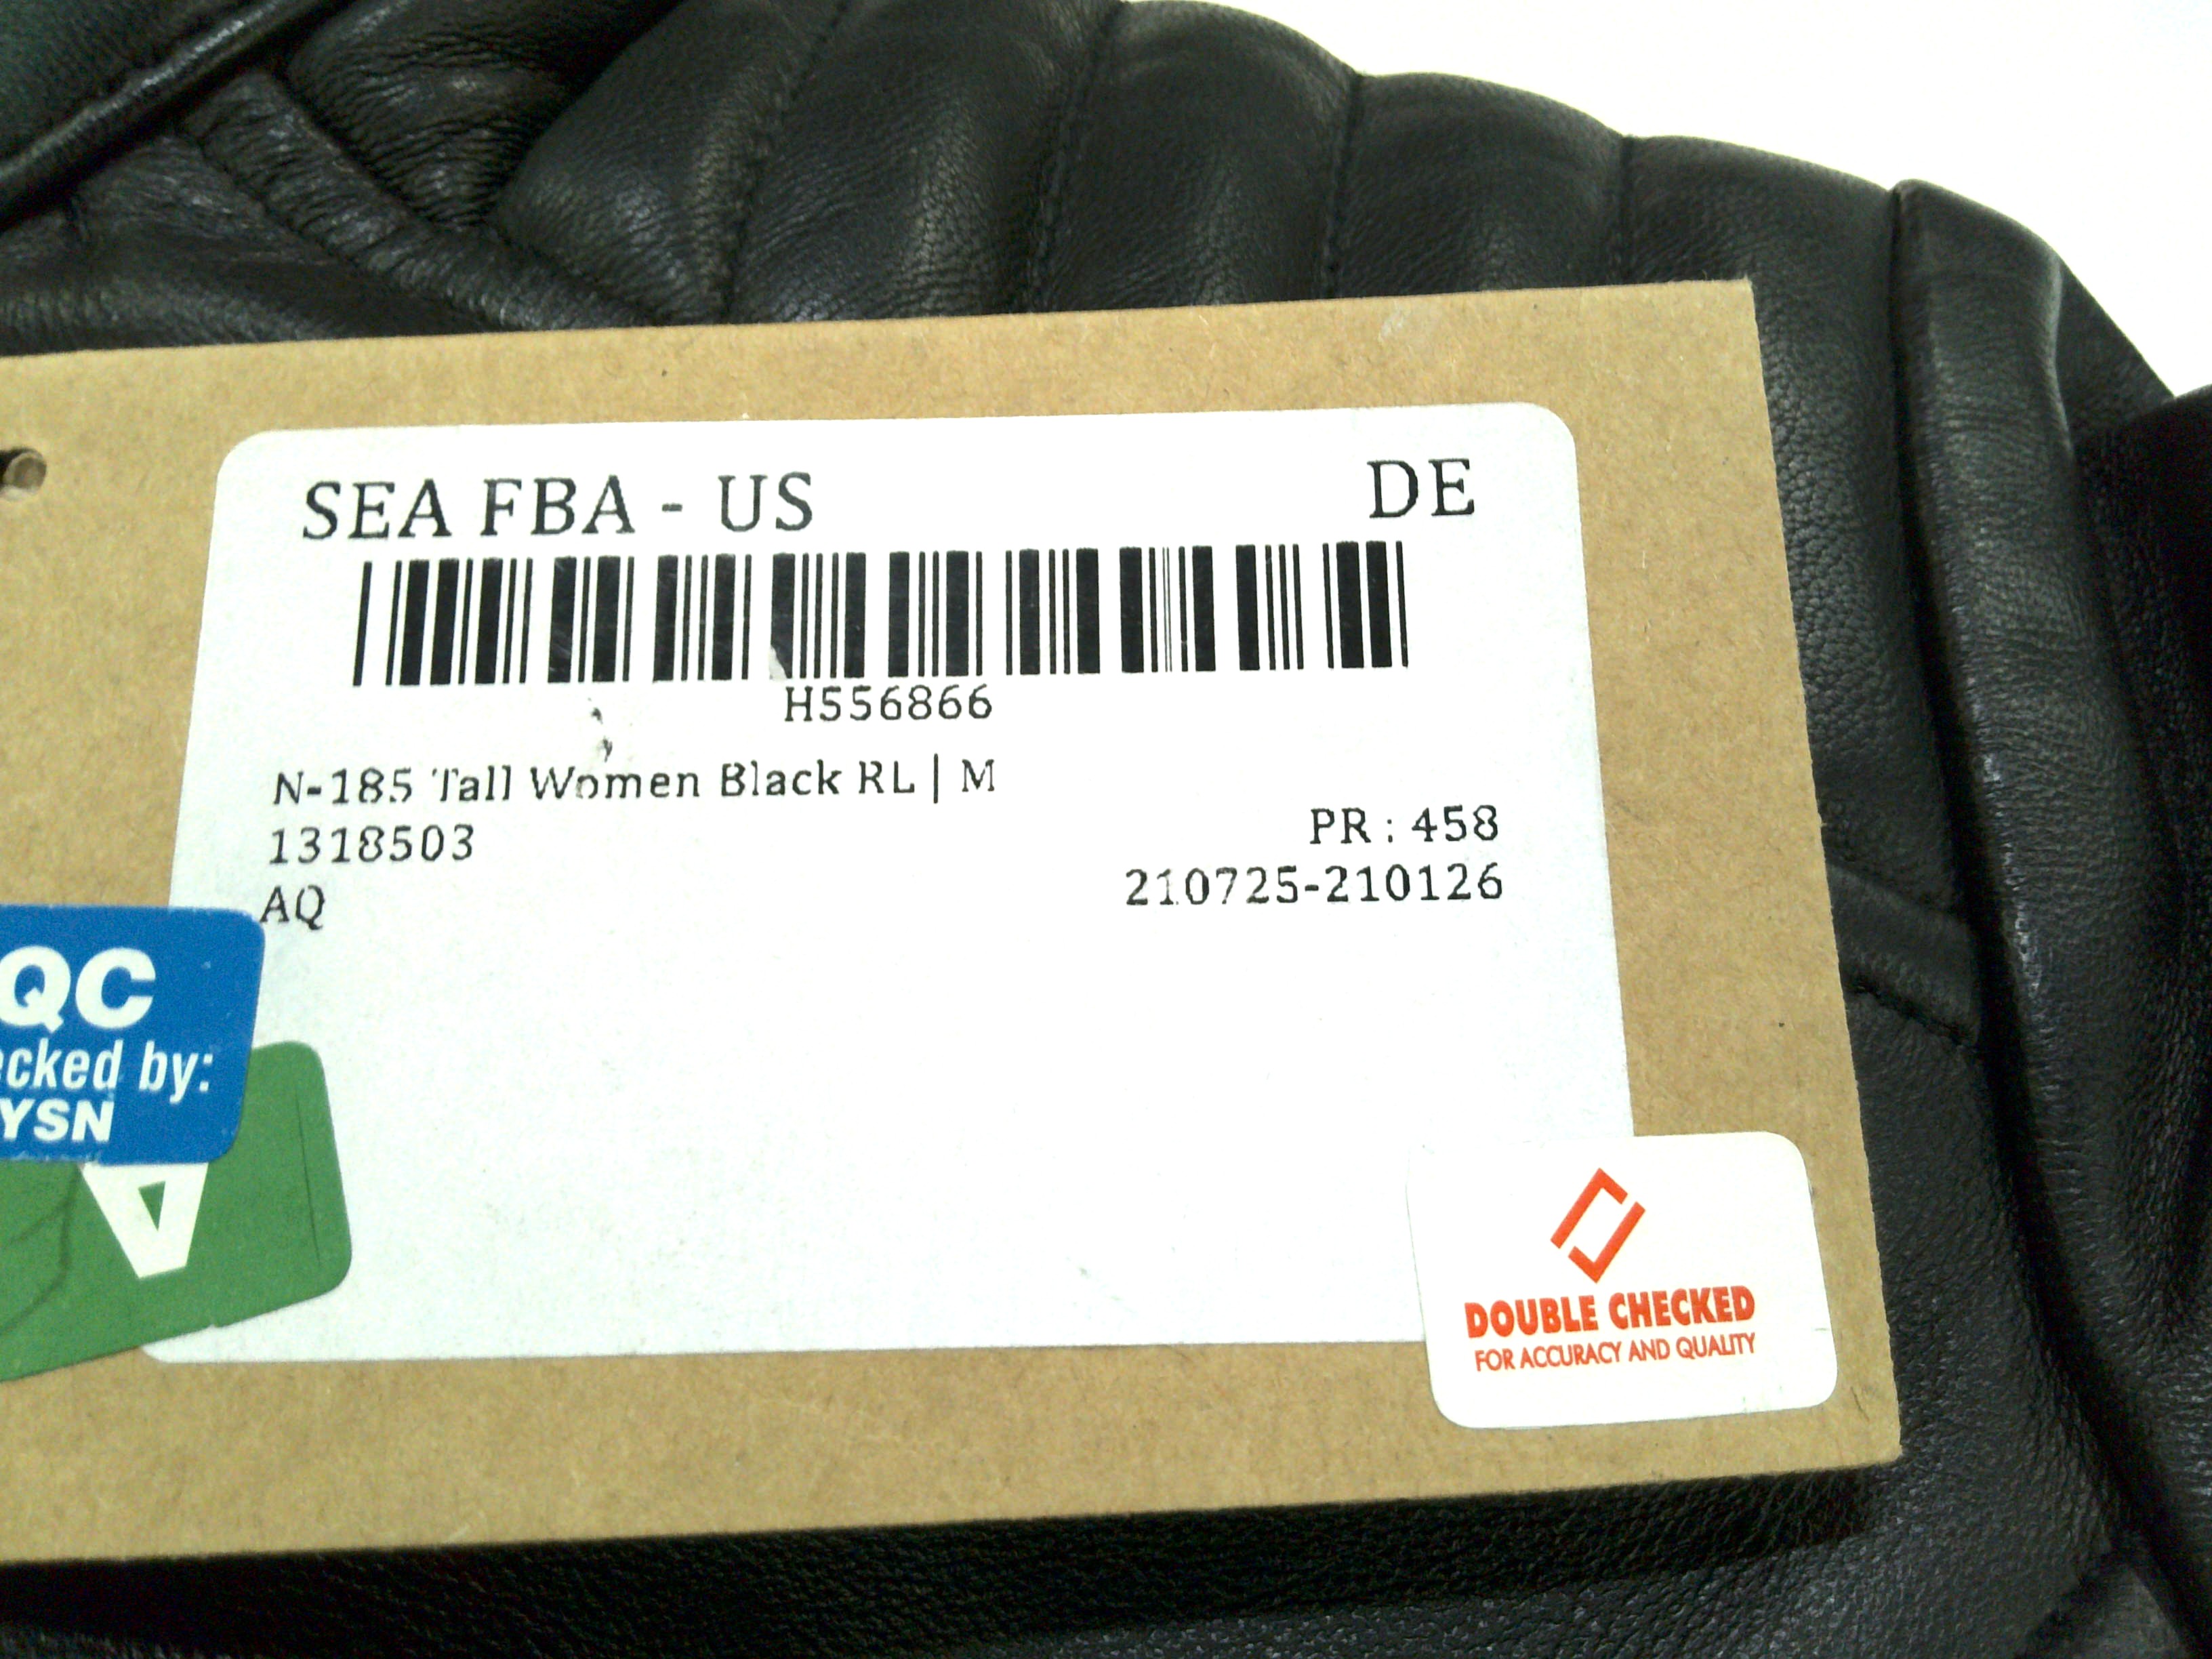 SEA FBA - US DE
H556866
N-185 Tall Women Black RL | M
1318503 PR : 458
AQ 210725-210126
QC
ecked by:
YSN
A
DOUBLE CHECKED
FOR ACCURACY AND QUALITY